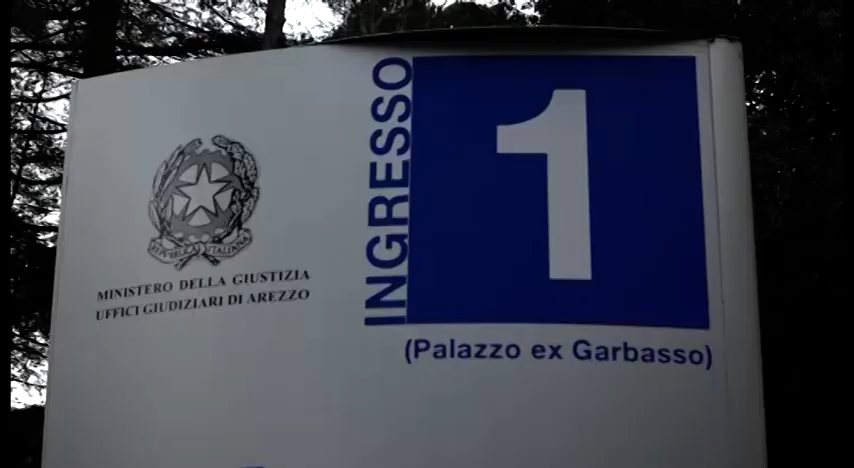 REPUBBLICA ITALIANA
MINISTERO DELLA GIUSTIZIA
UFFICI GIUDIZIARI DI AREZZO
INGRESSO
1
(Palazzo ex Garbasso)